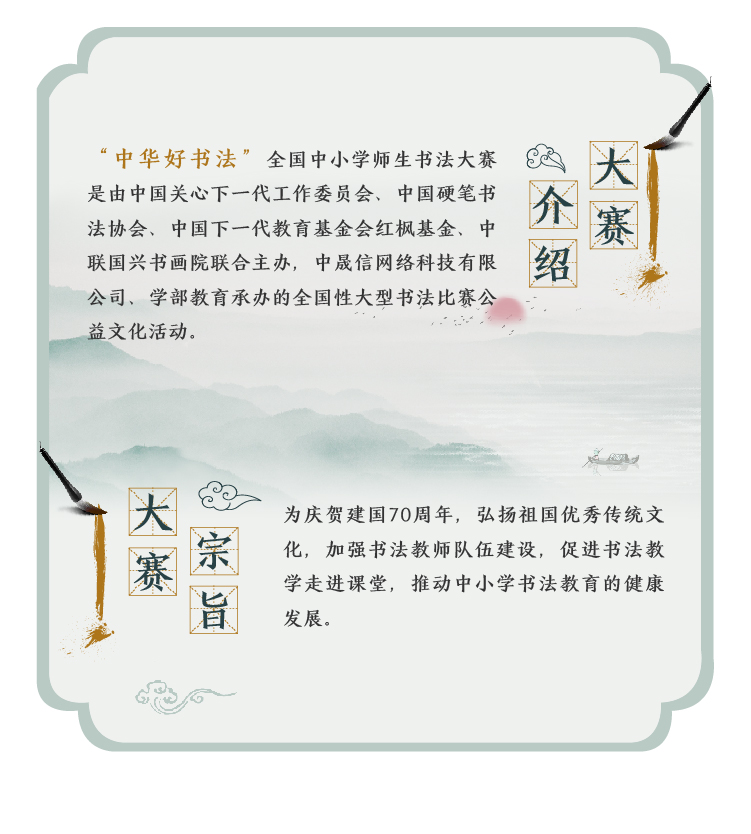 大赛
介绍
“中华好书法”全国中小学师生书法大赛
是由中国关心下一代工作委员会、中国硬笔书
法协会、中国下一代教育基金会红枫基金、中
联国兴书画院联合主办，中晟信网络科技有限
公司、学部教育承办的全国性大型书法比赛公
益文化活动。
大赛
宗旨
为庆贺建国70周年，弘扬祖国优秀传统文
化，加强书法教师队伍建设，促进书法教
学走进课堂，推动中小学书法教育的健康
发展。